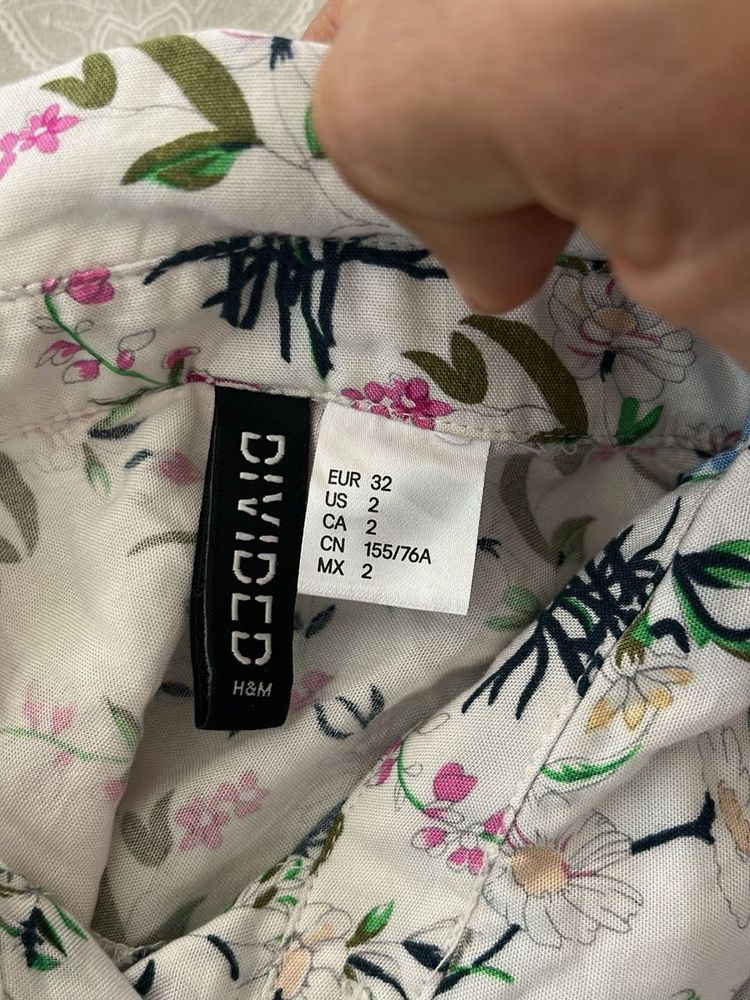 DIVIDED
H&M
EUR 32
US 2
CA 2
CN 155/76A
MX 2